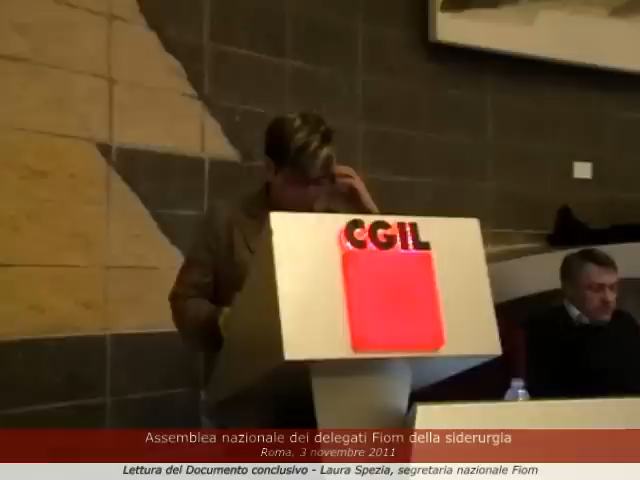 CGIL
Assemblea nazionale dei delegati Fiom della siderurgia
Roma, 3 novembre 2011
Lettura del Documento conclusivo - Laura Spezia, segretaria nazionale Fiom